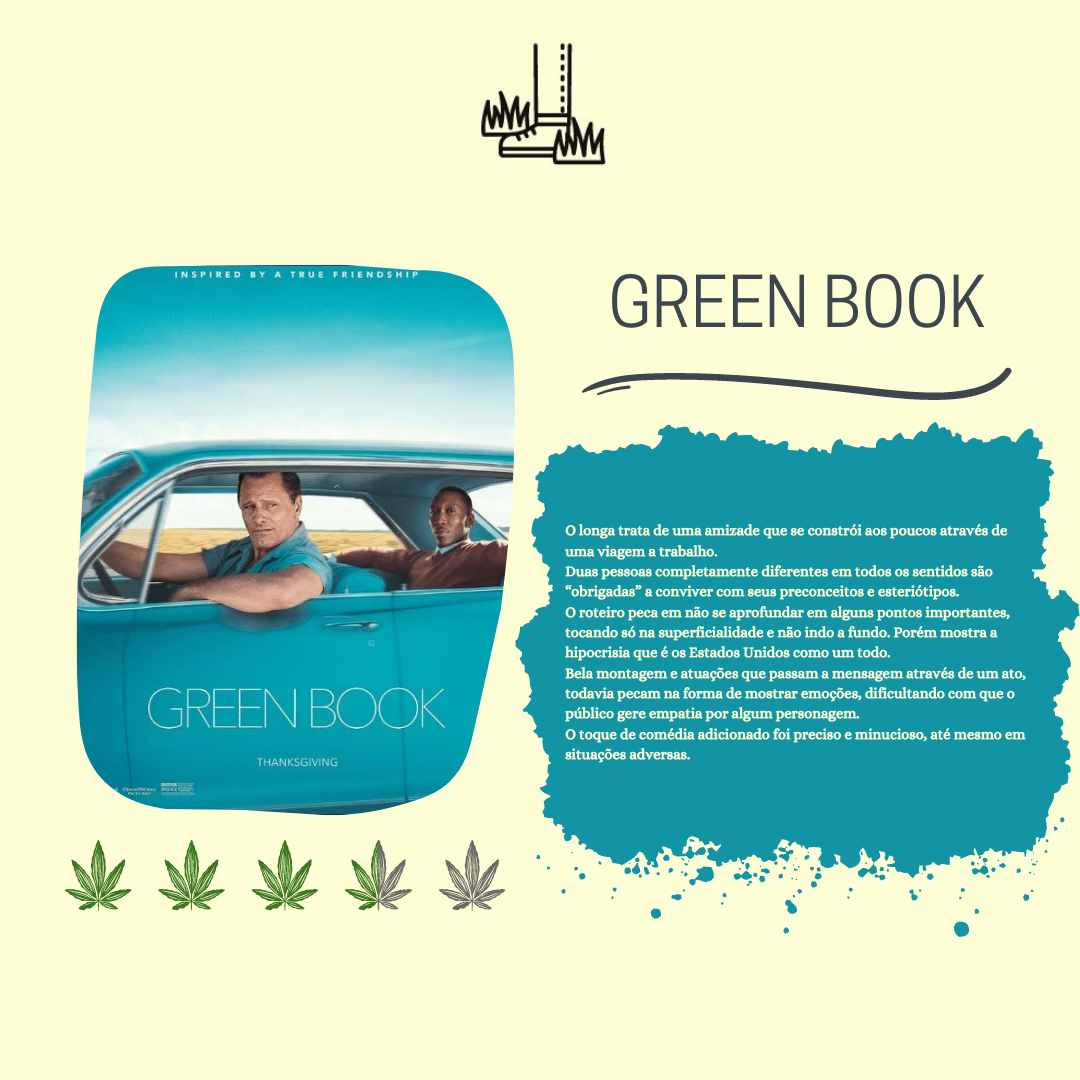 INSPIRED BY A TRUE FRIENDSHIP
GREEN BOOK
THANKSGIVING
GREEN BOOK
O longa trata de uma amizade que se constrói aos poucos através de
uma viagem a trabalho.
Duas pessoas completamente diferentes em todos os sentidos são
“obrigadas” a conviver com seus preconceitos e esteriótipos.
O roteiro peca em não se aprofundar em alguns pontos importantes,
tocando só na superficialidade e não indo a fundo. Porém mostra a
hipocrisia que é os Estados Unidos como um todo.
Bela montagem e atuações que passam a mensagem através de um ato,
todavia pecam na forma de mostrar emoções, dificultando com que o
público gere empatia por algum personagem.
O toque de comédia adicionado foi preciso e minucioso, até mesmo em
situações adversas.